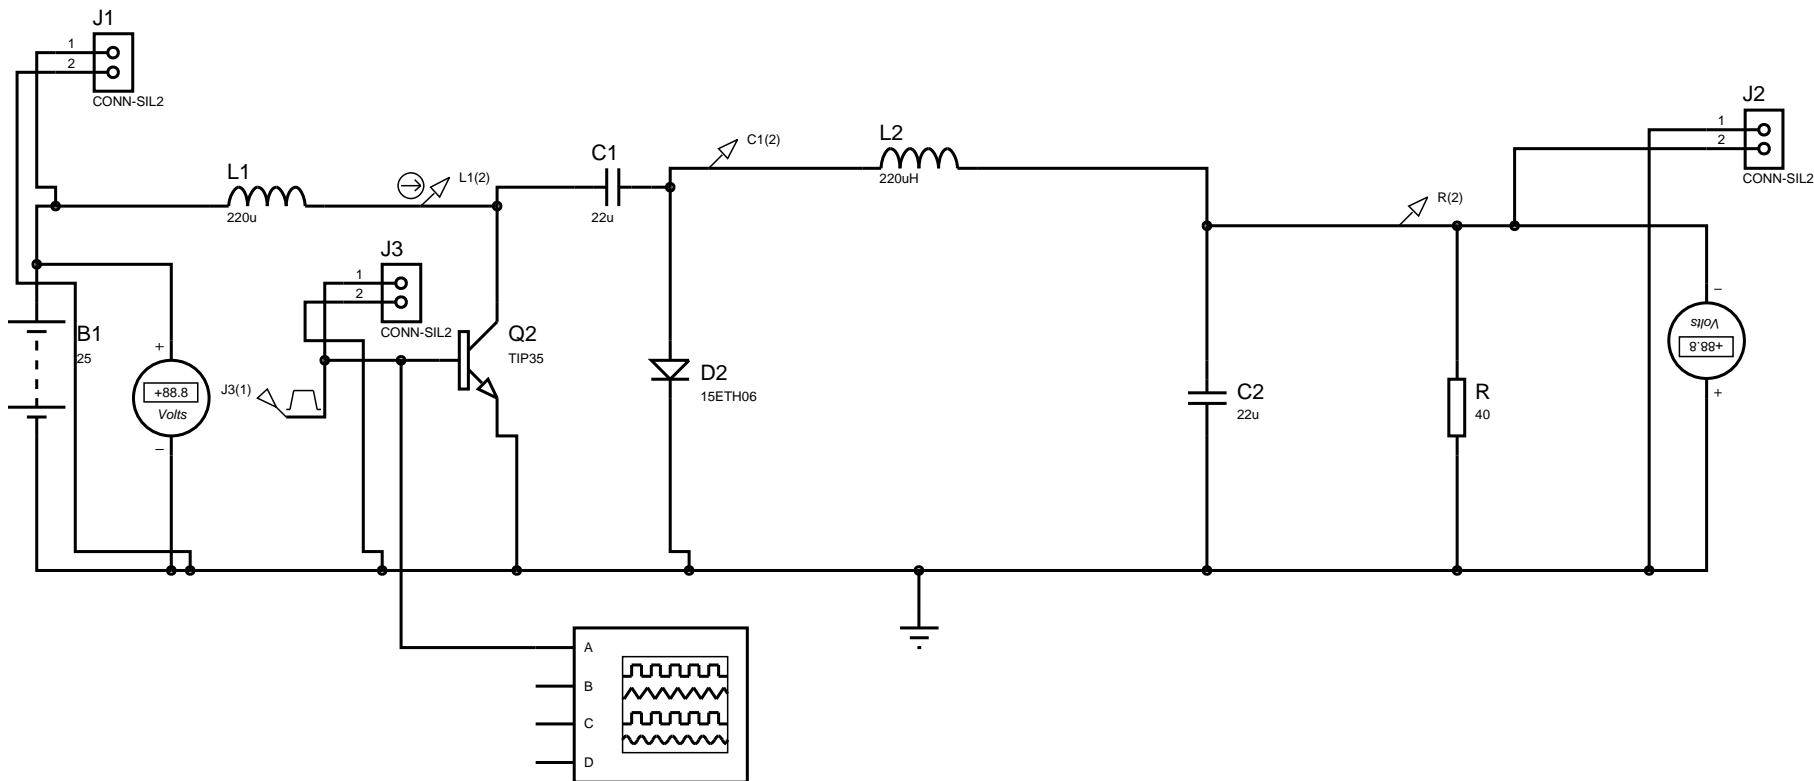 J1
1
2
CONN-SIL2
J2
1
2
CONN-SIL2
L1
220u
L1(2)
C1
22u
C1(2)
L2
220uH
R(2)
J3
1
2
CONN-SIL2
B1
25
+
+88.8
Volts
−
J3(1)
Q2
TIP35
D2
15ETH06
C2
22u
R
40
−
Volts
+88.8
+
A
B
C
D